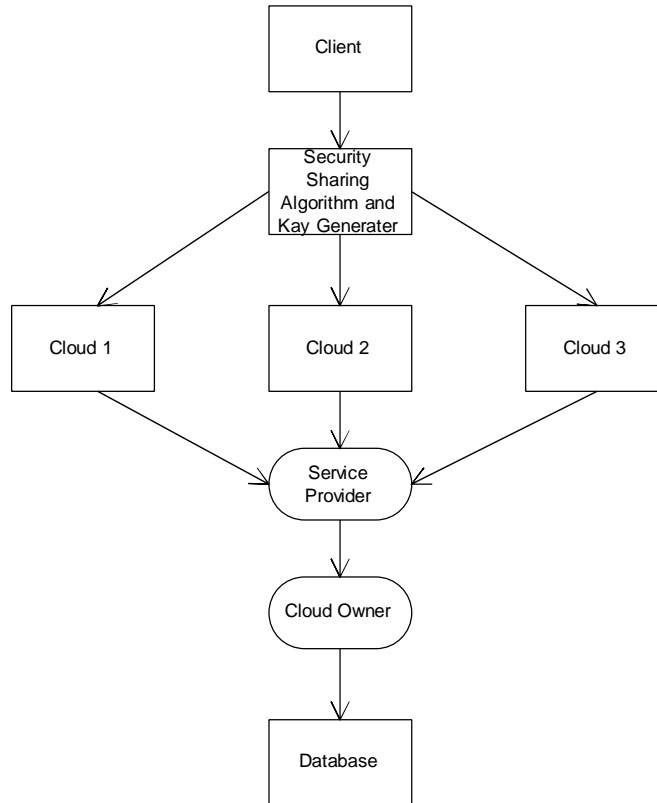 Client
Security
Sharing
Algorithm and
Kay Generater
Cloud 1
Cloud 2
Cloud 3
Service
Provider
Cloud Owner
Database